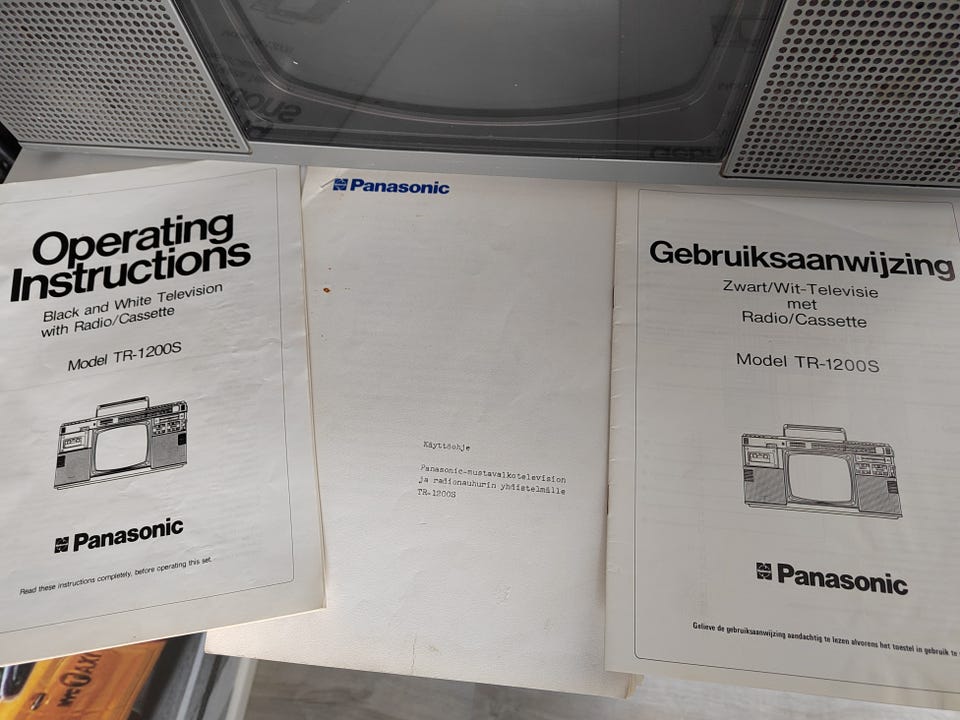 Operating
Instructions
Black and White Television
with Radio/Cassette
Model TR-1200S
Panasonic
Read these instructions completely, before operating this set.
Panasonic
Käyttöohje
Panasonic-mustavalkotelevision
ja radionauhurin yhdistelmälle
TR-1200S
Gebruiksaanwijzing
Zwart/Wit-Televisie
met
Radio/Cassette
Model TR-1200S
Panasonic
Gelieve de gebruiksaanwijzing aandachtig te lezen alvorens het toestel in gebruik te
TAXI